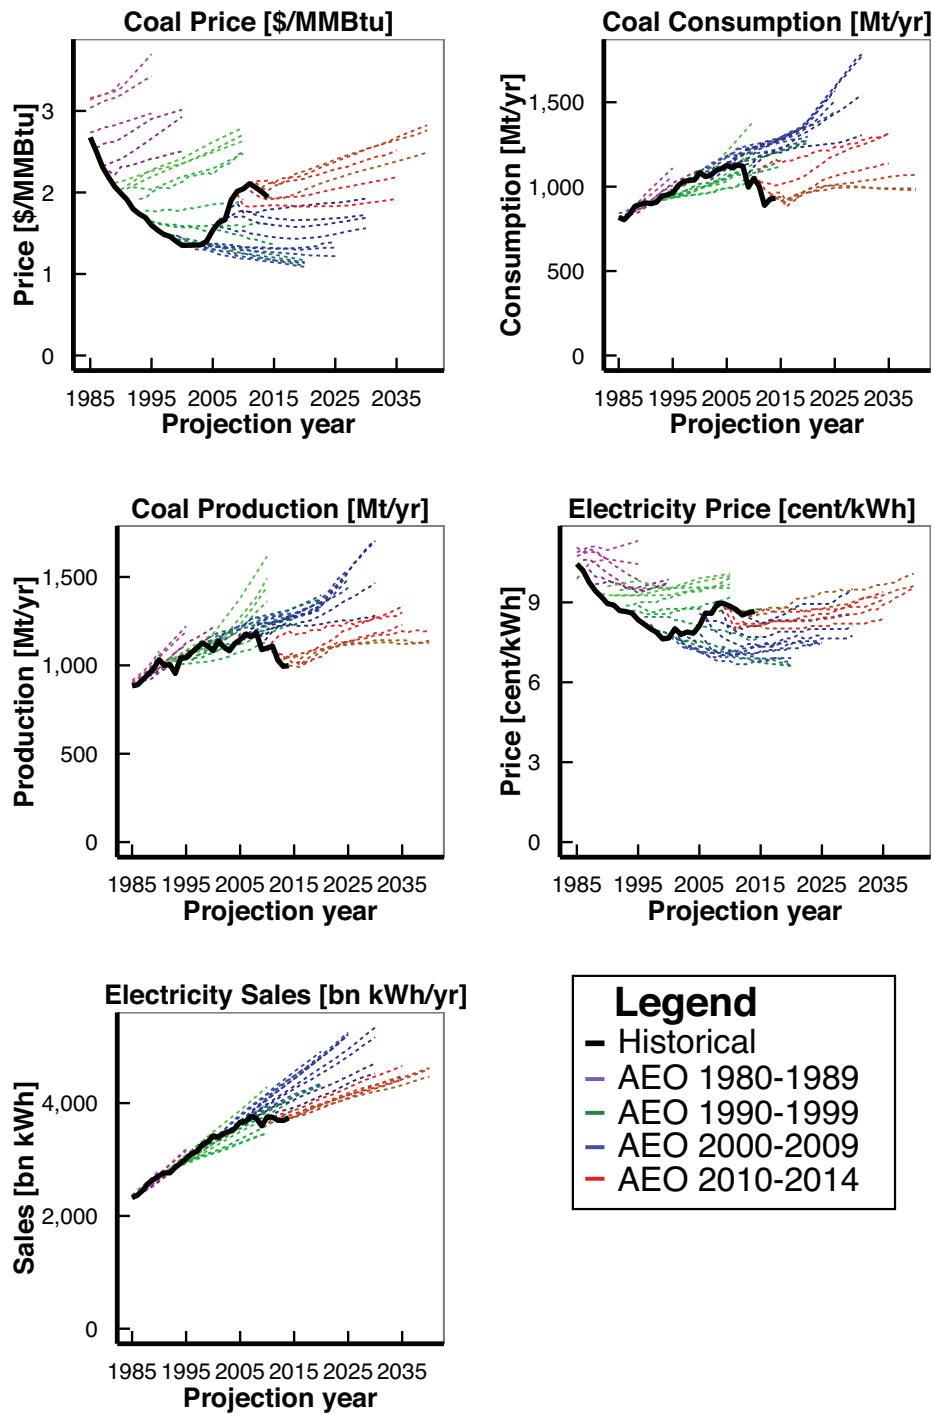 Coal Price [$/MMBtu]
Price [$/MMBtu]
3
2
1
0
1985 1995 2005 2015 2025 2035
Projection year
Coal Consumption [Mt/yr]
Consumption [Mt/yr]
1,500
1,000
500
0
1985 1995 2005 2015 2025 2035
Projection year
Coal Production [Mt/yr]
Production [Mt/yr]
1,500
1,000
500
0
1985 1995 2005 2015 2025 2035
Projection year
Electricity Price [cent/kWh]
Price [cent/kWh]
9
6
3
0
1985 1995 2005 2015 2025 2035
Projection year
Electricity Sales [bn kWh/yr]
Sales [bn kWh]
4,000
2,000
0
1985 1995 2005 2015 2025 2035
Projection year
Legend
Historical
AEO 1980-1989
AEO 1990-1999
AEO 2000-2009
AEO 2010-2014